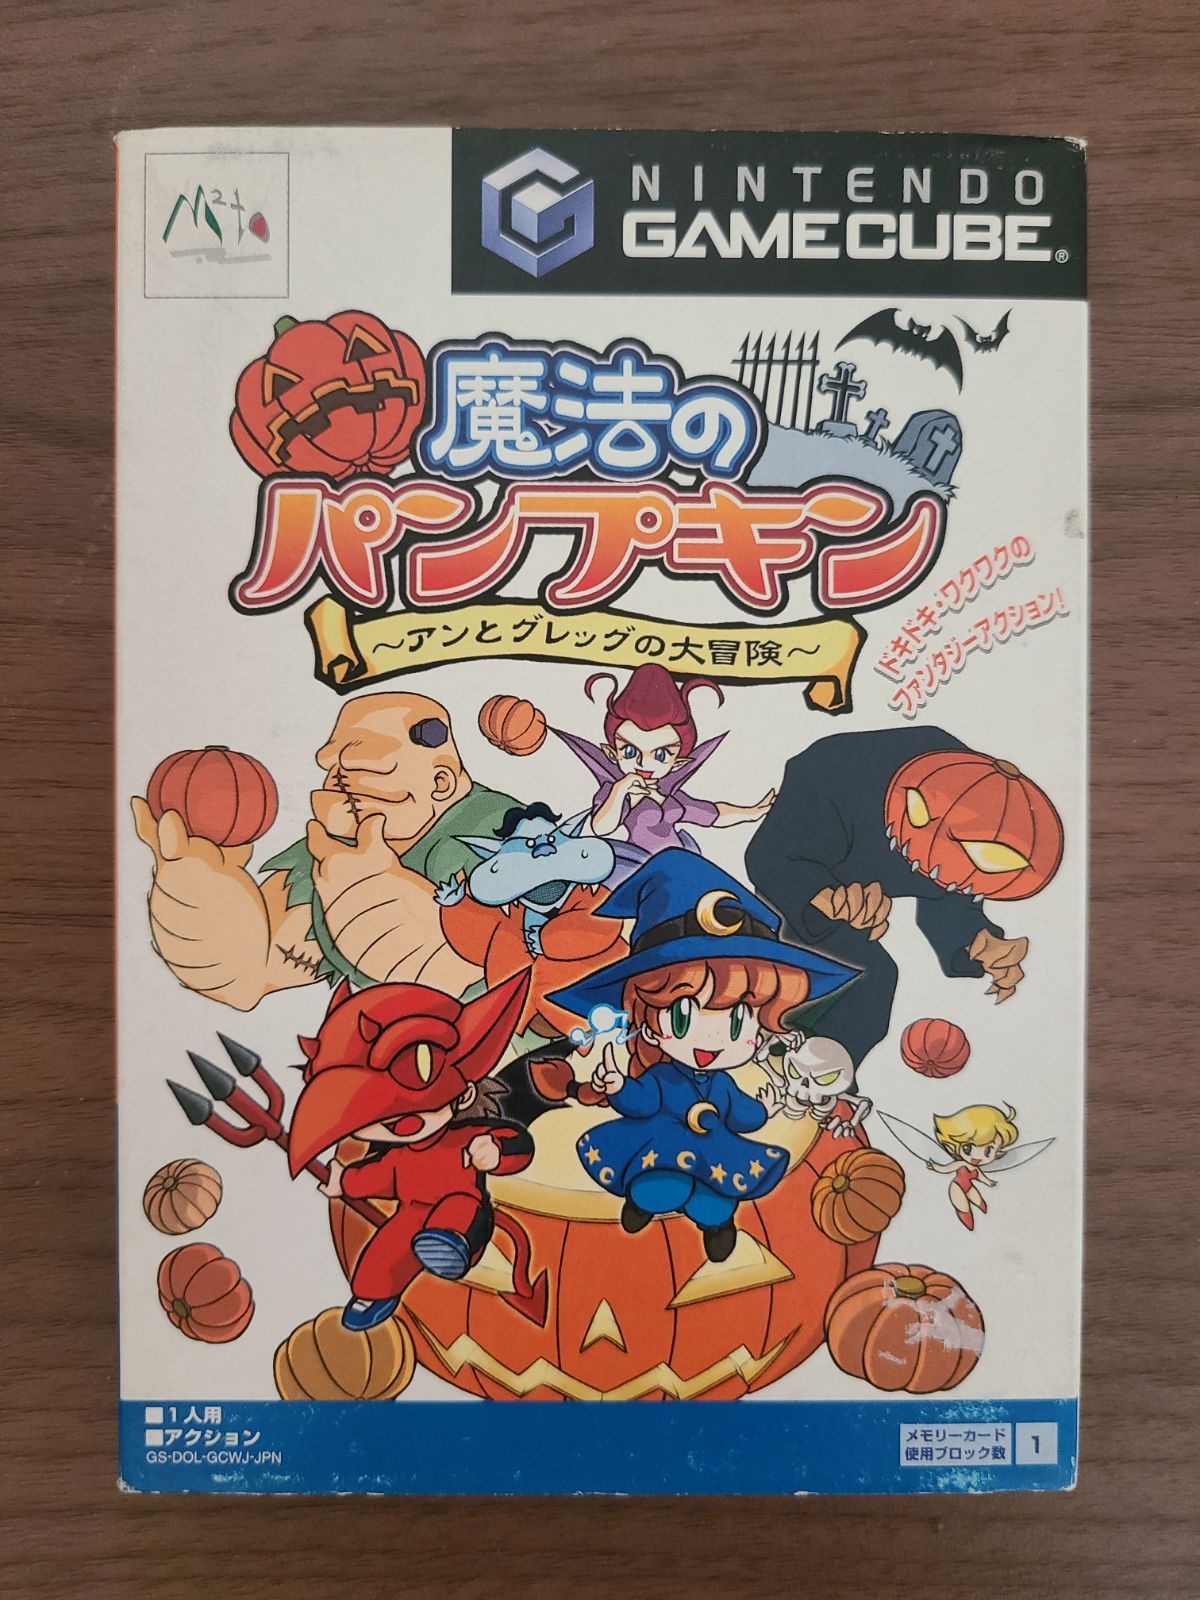 M²to
NINTENDO
GAMECUBE®
魔法の
パンプキン
～アンとグレッグの大冒険～
ドキドキ・ワクワクの
ファンタジーアクション!
■1人用
■アクション
GS-DOL-GCWJ-JPN
メモリーカード
使用ブロック数
1